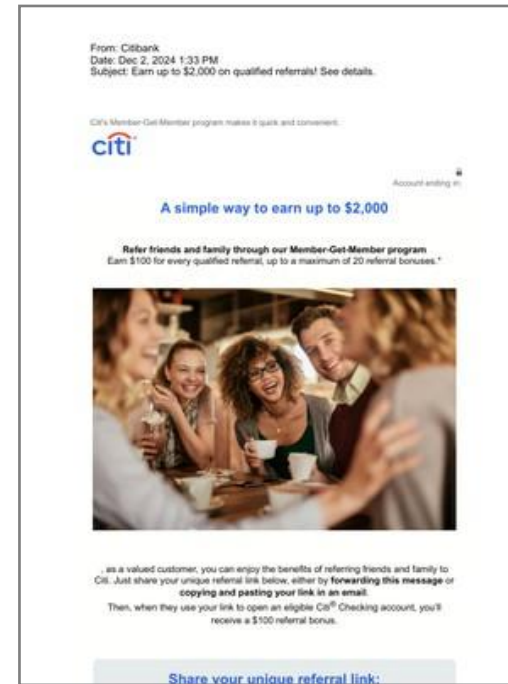 From: Citibank
Date: Dec 2, 2024 1:33 PM
Subject: Earn up to $2,000 on qualified referrals! See details.
Citi's Member-Get-Member program makes it quick and convenient.
citi
Account ending in:
A simple way to earn up to $2,000
Refer friends and family through our Member-Get-Member program
Earn $100 for every qualified referral, up to a maximum of 20 referral bonuses.*
, as a valued customer, you can enjoy the benefits of referring friends and family to
Citi. Just share your unique referral link below, either by forwarding this message or
copying and pasting your link in an email.
Then, when they use your link to open an eligible Citi® Checking account, you'll
receive a $100 referral bonus.
Share your unique referral link: